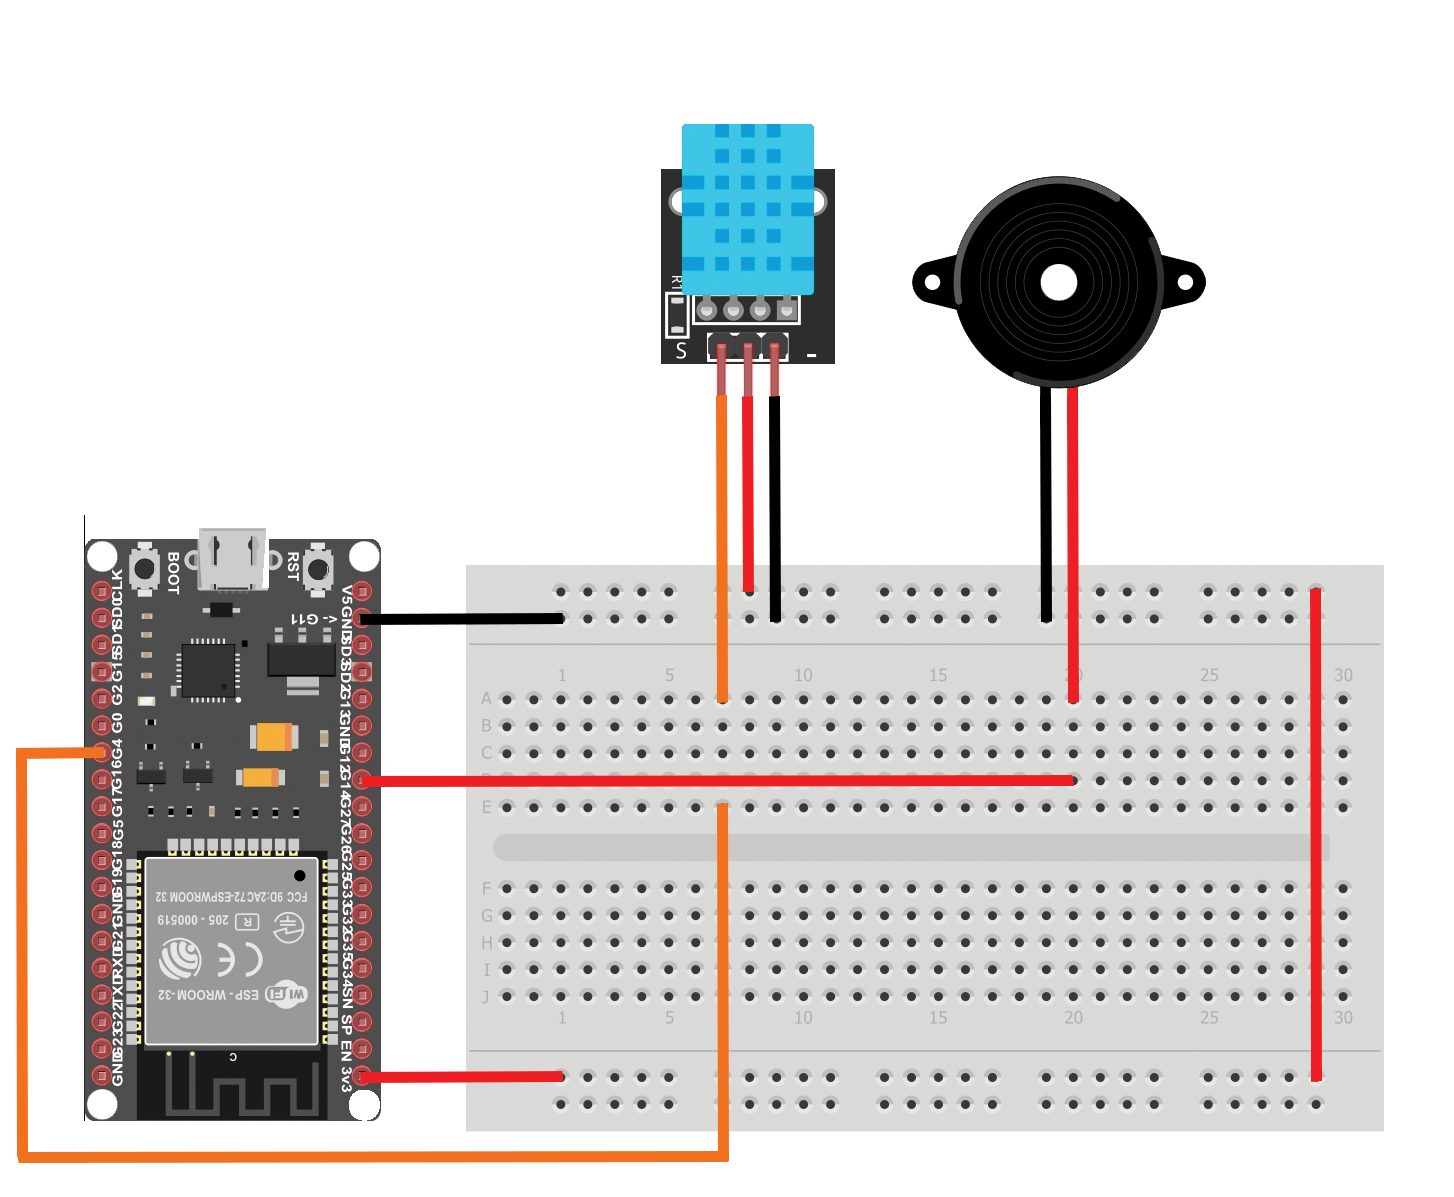 R1
S
-
BOOT
RST
CLK
SD0
SD1
G15
G2
G0
G4
G16
G17
G5
G18
G19
GND
G21
RXD
TXD
G22
G23
GND
V5
GND
SD3
SD2
G13
GND
G12
G14
G27
G26
G25
G33
G32
G35
G34
SN
SP
EN
3v3
< - G11
FCC 9D:2AC72-ESPWROOM 32
R 205 - 000519
CE
WI FI ESP - WROOM-32
C
1 5 10 15 20 25 30
A
B
C
D
E
F
G
H
I
J
1 5 10 15 20 25 30